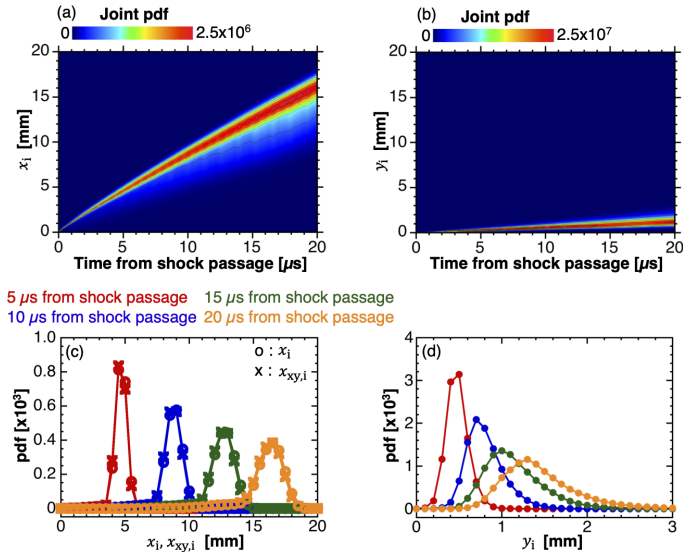 (a) Joint pdf
0 2.5x10⁶
20
15
10
5
0
xᵢ [mm]
0 5 10 15 20
Time from shock passage [μs]
(b) Joint pdf
0 2.5x10⁷
20
15
10
5
0
yᵢ [mm]
0 5 10 15 20
Time from shock passage [μs]
5 μs from shock passage 15 μs from shock passage
10 μs from shock passage 20 μs from shock passage
(c)
o : xᵢ
x : x_xy,i
1.0
0.8
0.6
0.4
0.2
0
pdf [x10³]
0 5 10 15 20
xᵢ, x_xy,i [mm]
(d)
4
3
2
1
0
pdf [x10³]
0 1 2 3
yᵢ [mm]